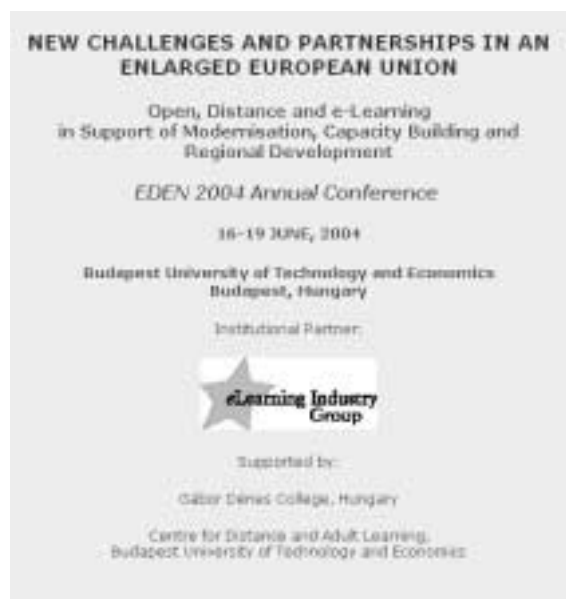 NEW CHALLENGES AND PARTNERSHIPS IN AN
ENLARGED EUROPEAN UNION
Open, Distance and e-Learning
in Support of Modernisation, Capacity Building and
Regional Development
EDEN 2004 Annual Conference
16-19 JUNE, 2004
Budapest University of Technology and Economics
Budapest, Hungary
Institutional Partner:
eLearning Industry
Group
Supported by:
Gábor Dénes College, Hungary
Centre for Distance and Adult Learning,
Budapest University of Technology and Economics